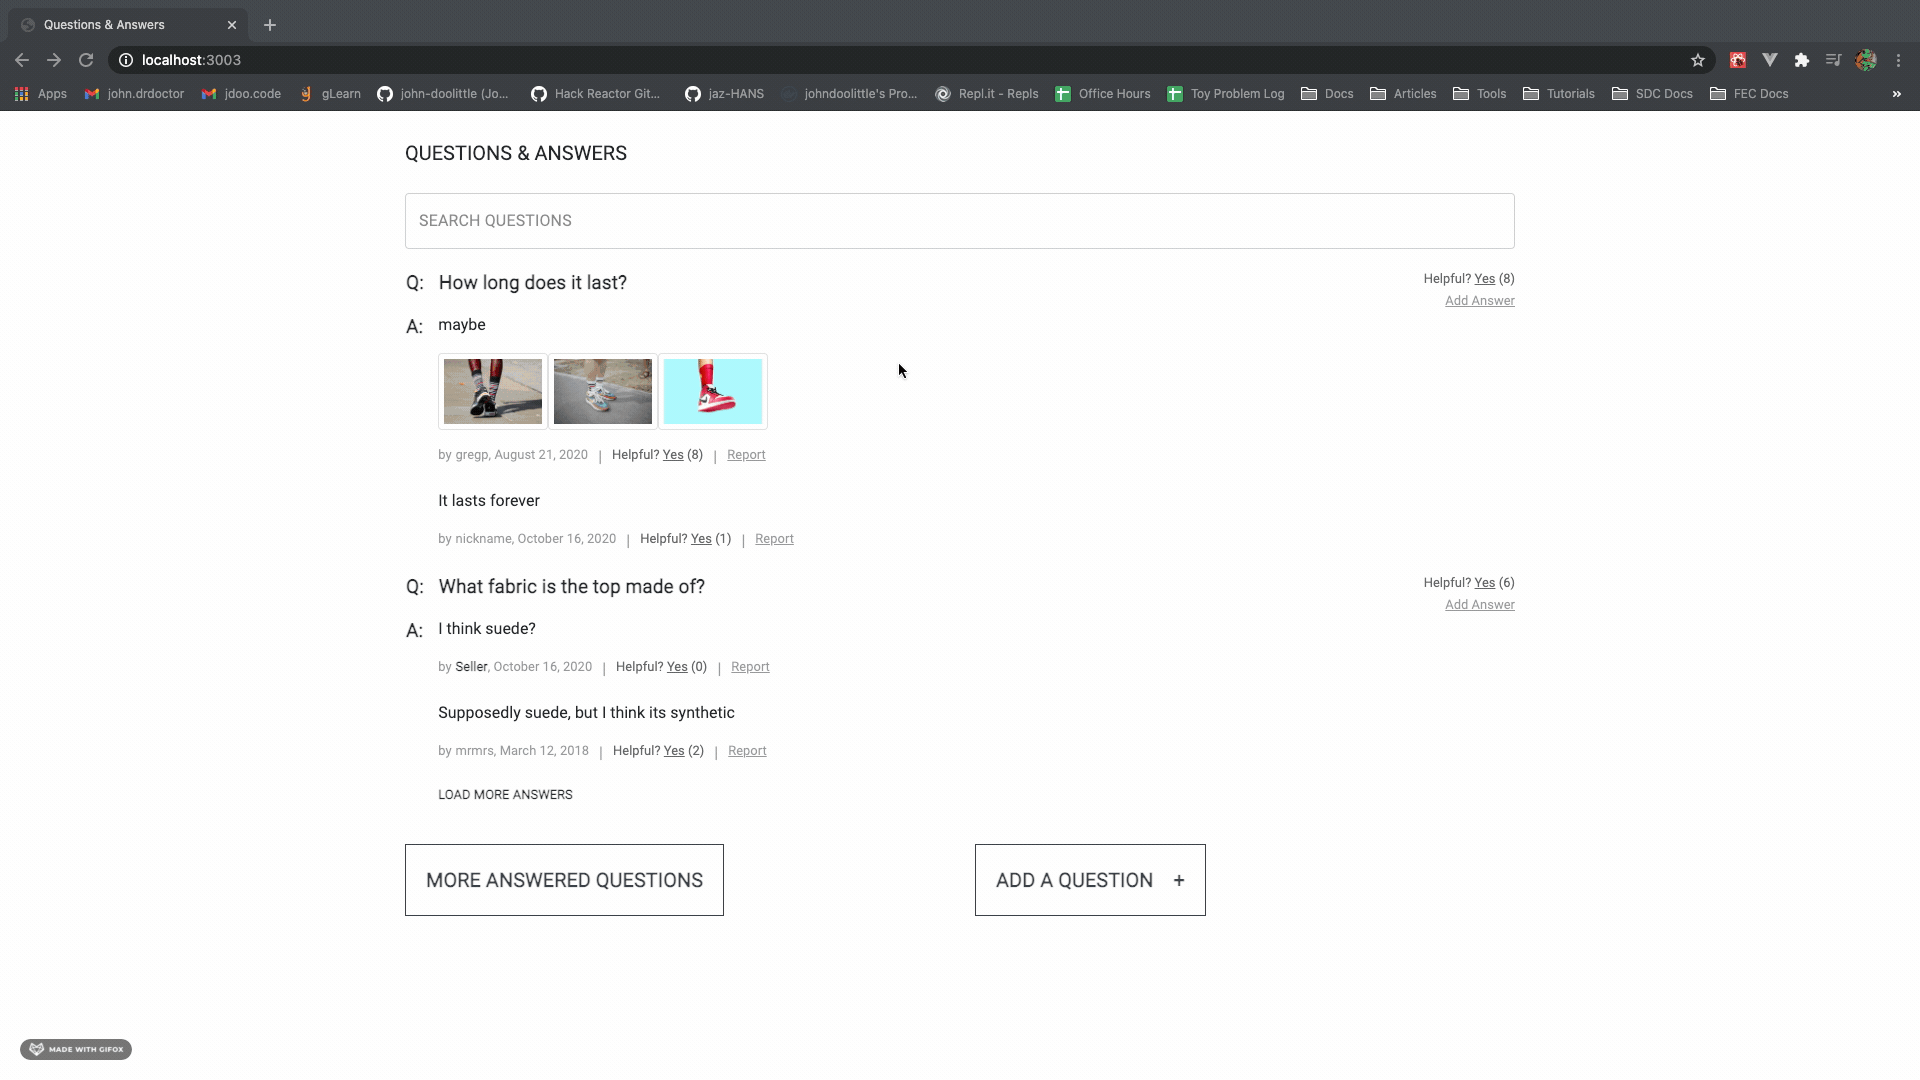 Questions & Answers
localhost:3003
Apps john.drdoctor jdoo.code gLearn john-doolittle (Jo... Hack Reactor Git... jaz-HANS johndoolittle's Pro... Repl.it - Repls Office Hours Toy Problem Log Docs Articles Tools Tutorials SDC Docs FEC Docs »
QUESTIONS & ANSWERS
SEARCH QUESTIONS
Q: How long does it last? Helpful? Yes (8)
Add Answer
A: maybe
by gregp, August 21, 2020 | Helpful? Yes (8) | Report
It lasts forever
by nickname, October 16, 2020 | Helpful? Yes (1) | Report
Q: What fabric is the top made of? Helpful? Yes (6)
Add Answer
A: I think suede?
by Seller, October 16, 2020 | Helpful? Yes (0) | Report
Supposedly suede, but I think its synthetic
by mrmrs, March 12, 2018 | Helpful? Yes (2) | Report
LOAD MORE ANSWERS
MORE ANSWERED QUESTIONS ADD A QUESTION +
MADE WITH GIFOX